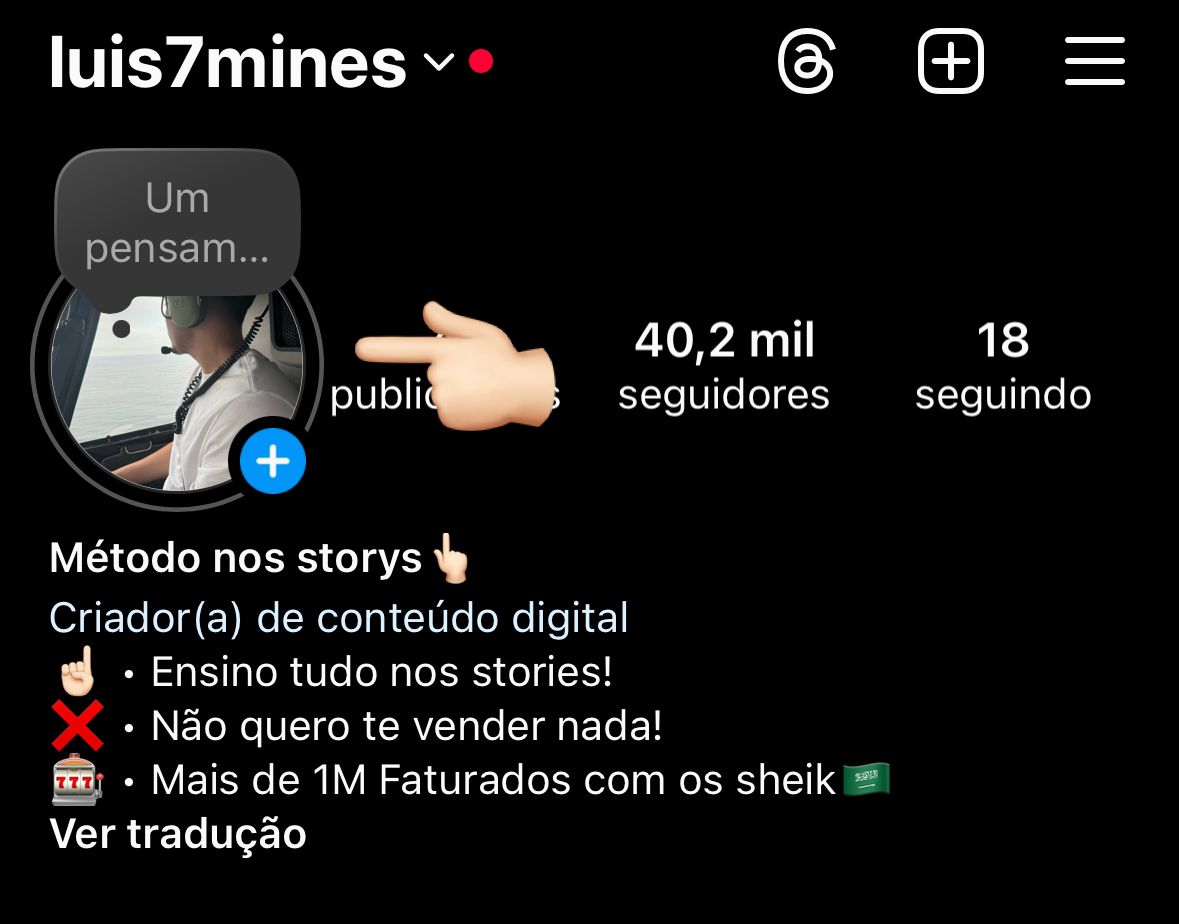 luis7mines
Um
pensam...
40,2 mil
seguidores
18
seguindo
Método nos storys
Criador(a) de conteúdo digital
• Ensino tudo nos stories!
• Não quero te vender nada!
777 • Mais de 1M Faturados com os sheik
Ver tradução